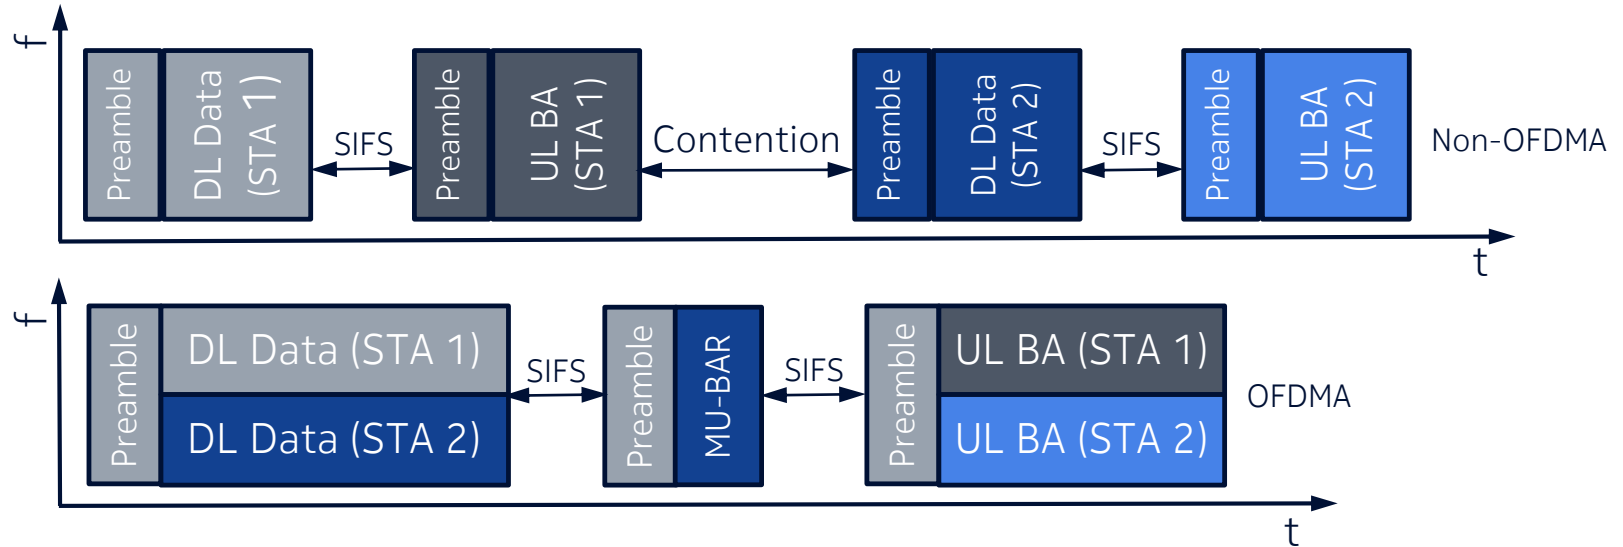 f
Preamble
DL Data
(STA 1)
SIFS
Preamble
UL BA
(STA 1)
Contention
Preamble
DL Data
(STA 2)
SIFS
Preamble
UL BA
(STA 2)
Non-OFDMA
t
f
Preamble
DL Data (STA 1)
DL Data (STA 2)
SIFS
Preamble
MU-BAR
SIFS
Preamble
UL BA (STA 1)
UL BA (STA 2)
OFDMA
t